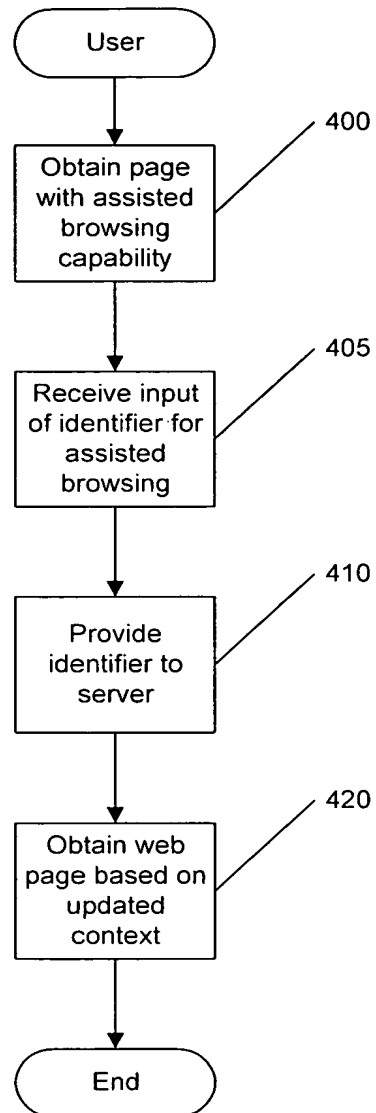 User
400
Obtain page
with assisted
browsing
capability
405
Receive input
of identifier for
assisted
browsing
410
Provide
identifier to
server
420
Obtain web
page based on
updated
context
End